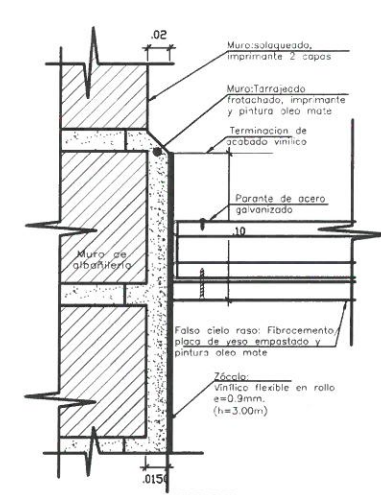 .02
Muro:solaqueado,
imprimante 2 capas
Muro:Tarrajeado
frotachado, imprimante
y pintura oleo mate
Terminacion de
acabado vinilico
Parante de acero
galvanizado
.10
Muro de
albañileria
Falso cielo raso: Fibrocemento/
placa de yeso empastado y
pintura oleo mate
Zócalo:
Vinílico flexible en rollo
e=0.9mm.
(h=3.00m)
.0150